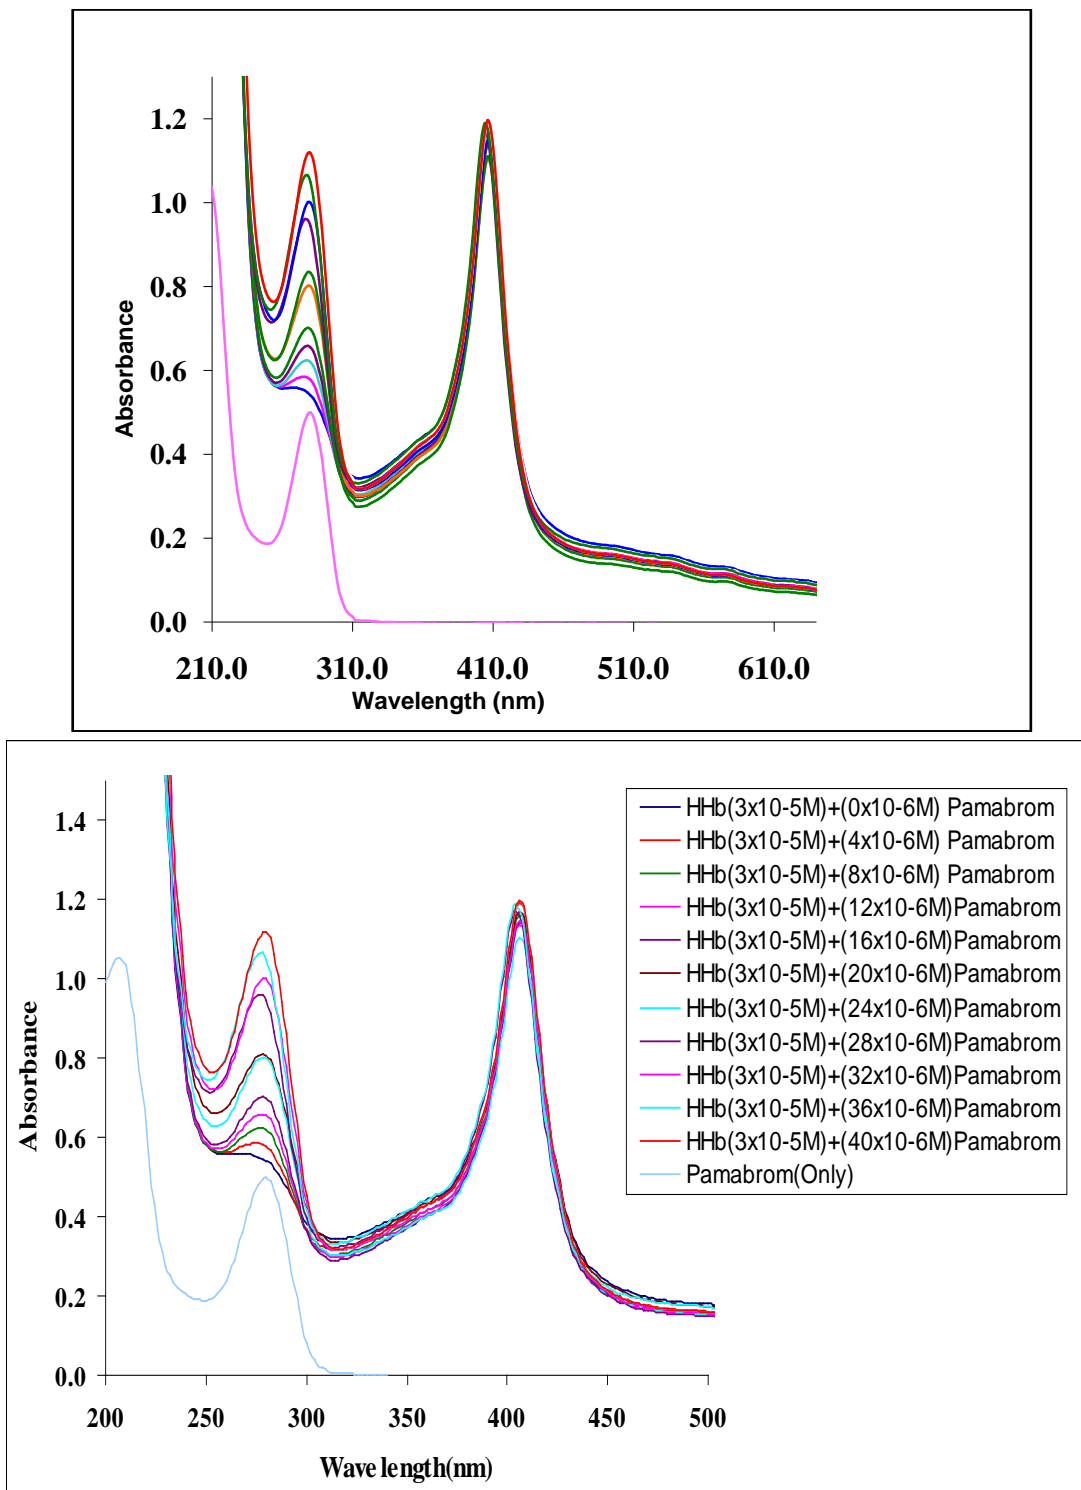 1.2
1.0
0.8
0.6
0.4
0.2
0.0
Absorbance
210.0 310.0 410.0 510.0 610.0
Wavelength (nm)
1.4
1.2
1.0
0.8
0.6
0.4
0.2
0.0
Absorbance
200 250 300 350 400 450 500
Wave length(nm)
HHb(3x10-5M)+(0x10-6M) Pamabrom
HHb(3x10-5M)+(4x10-6M) Pamabrom
HHb(3x10-5M)+(8x10-6M) Pamabrom
HHb(3x10-5M)+(12x10-6M)Pamabrom
HHb(3x10-5M)+(16x10-6M)Pamabrom
HHb(3x10-5M)+(20x10-6M)Pamabrom
HHb(3x10-5M)+(24x10-6M)Pamabrom
HHb(3x10-5M)+(28x10-6M)Pamabrom
HHb(3x10-5M)+(32x10-6M)Pamabrom
HHb(3x10-5M)+(36x10-6M)Pamabrom
HHb(3x10-5M)+(40x10-6M)Pamabrom
Pamabrom(Only)